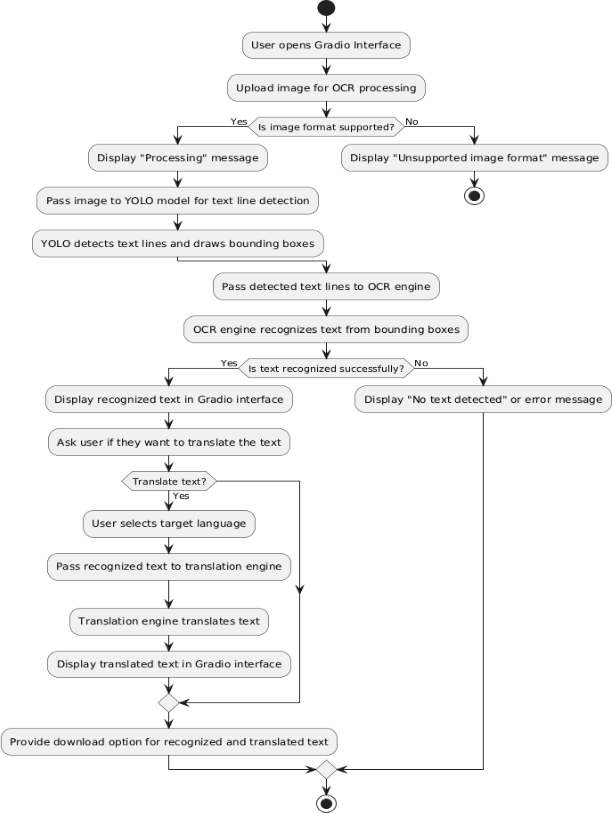 User opens Gradio Interface
Upload image for OCR processing
Yes
Is image format supported?
No
Display "Processing" message
Display "Unsupported image format" message
Pass image to YOLO model for text line detection
YOLO detects text lines and draws bounding boxes
Pass detected text lines to OCR engine
OCR engine recognizes text from bounding boxes
Yes
Is text recognized successfully?
No
Display recognized text in Gradio interface
Display "No text detected" or error message
Ask user if they want to translate the text
Translate text?
Yes
User selects target language
Pass recognized text to translation engine
Translation engine translates text
Display translated text in Gradio interface
Provide download option for recognized and translated text